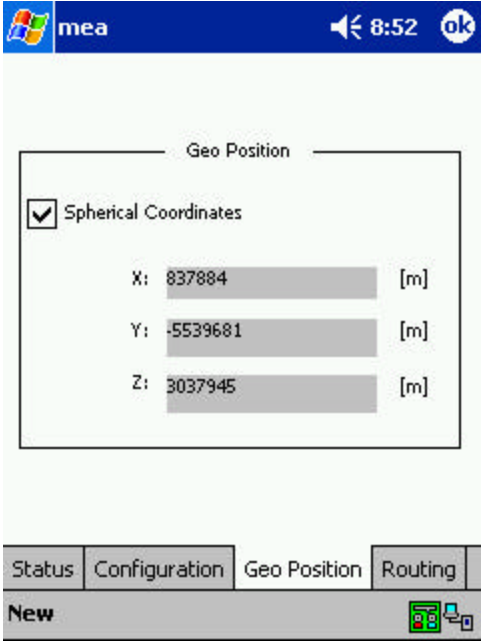 mea 8:52 ok
Geo Position
Spherical Coordinates
X: 837884 [m]
Y: -5539681 [m]
Z: 3037945 [m]
Status Configuration Geo Position Routing
New